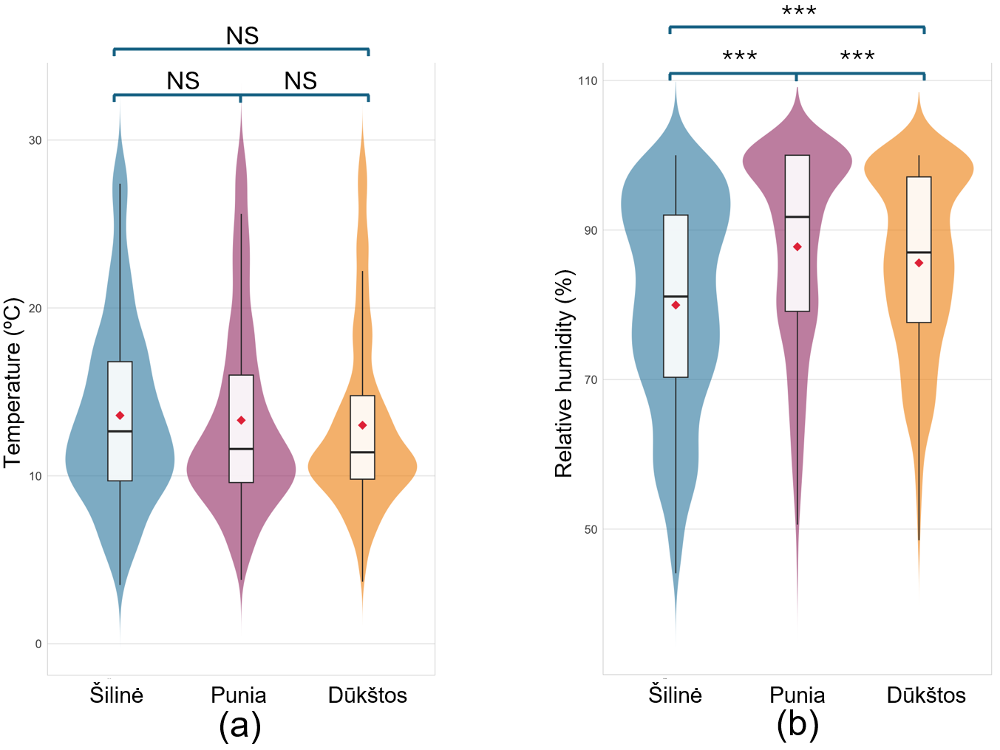 NS
NS
NS
30
20
10
0
Temperature (ºC)
Šilinė
Punia
Dūkštos
(a)
***
***
***
110
90
70
50
Relative humidity (%)
Šilinė
Punia
Dūkštos
(b)